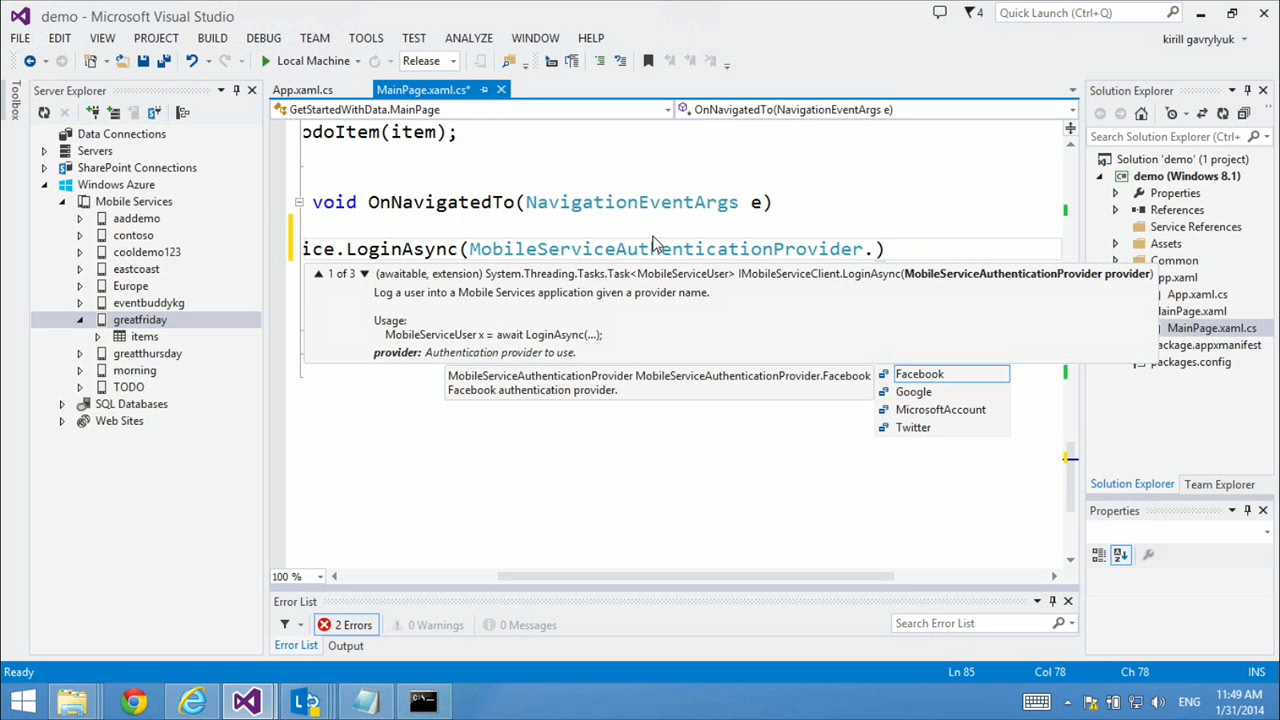 demo - Microsoft Visual Studio
4
Quick Launch (Ctrl+Q)
FILE EDIT VIEW PROJECT BUILD DEBUG TEAM TOOLS TEST ANALYZE WINDOW HELP
kirill gavrylyuk
Local Machine
Release
Toolbox
Server Explorer
Data Connections
Servers
SharePoint Connections
Windows Azure
Mobile Services
aaddemo
contoso
cooldemo123
eastcoast
Europe
eventbuddykg
greatfriday
items
greatthursday
morning
TODO
SQL Databases
Web Sites
App.xaml.cs
MainPage.xaml.cs*
GetStartedWithData.MainPage
OnNavigatedTo(NavigationEventArgs e)
odoItem(item);
void OnNavigatedTo(NavigationEventArgs e)
ice.LoginAsync(MobileServiceAuthenticationProvider.)
1 of 3 (awaitable, extension) System.Threading.Tasks.Task<MobileServiceUser> IMobileServiceClient.LoginAsync(MobileServiceAuthenticationProvider provider)
Log a user into a Mobile Services application given a provider name.
Usage:
MobileServiceUser x = await LoginAsync(...);
provider: Authentication provider to use.
MobileServiceAuthenticationProvider MobileServiceAuthenticationProvider.Facebook
Facebook authentication provider.
Facebook
Google
MicrosoftAccount
Twitter
100 %
Error List
2 Errors
0 Warnings
0 Messages
Search Error List
Error List
Output
Solution Explorer
Search Solution Explorer (Ctrl+
Solution 'demo' (1 project)
demo (Windows 8.1)
Properties
References
Service References
Assets
Common
pp.xaml
App.xaml.cs
MainPage.xaml
MainPage.xaml.cs
ackage.appxmanifest
packages.config
Solution Explorer
Team Explorer
Properties
Ready
Ln 85
Col 78
Ch 78
INS
ENG
11:49 AM
1/31/2014